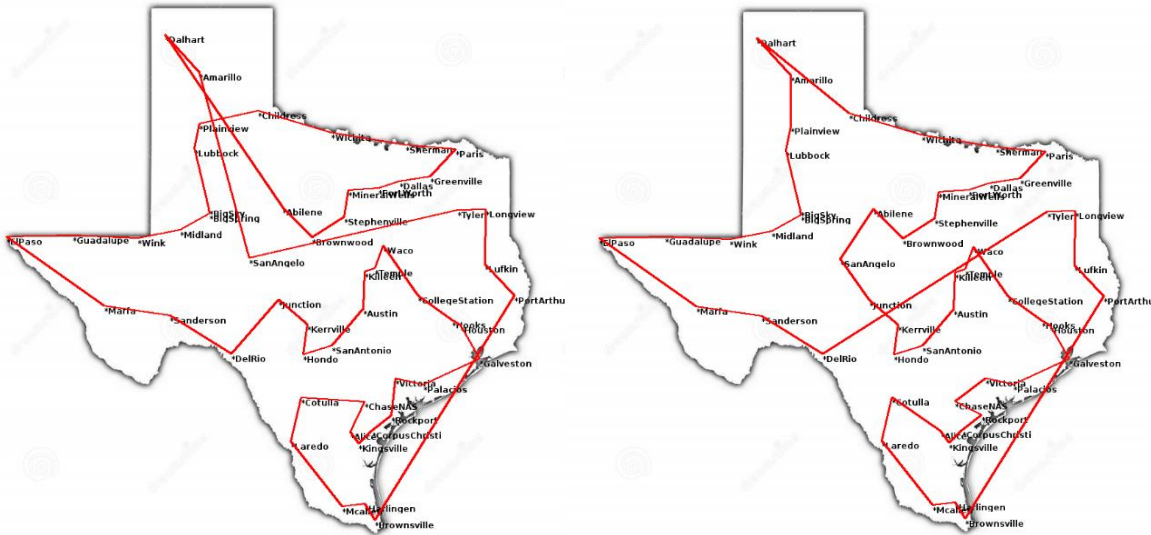 *Dalhart
*Amarillo
*Childress
*Plainview
*Wichita
*Lubbock
*Sherman
*Paris
*Greenville
*Dallas
*FortWorth
*MineralWells
*BigSky
*BigSpring
*Abilene
*Stephenville
*Tyler
*Longview
*Midland
*ElPaso
*Guadalupe
*Wink
*Brownwood
*Waco
*SanAngelo
*Lufkin
*Temple
*Killeen
*CollegeStation
*PortArthu
*Junction
*Marfa
*Sanderson
*Austin
*Hooks
*Houston
*Kerrville
*SanAntonio
*DelRio
*Hondo
*Galveston
*Victoria
*Palacios
*Cotulla
*ChaseNAS
*Rockport
*Alice
*CorpusChristi
*Laredo
*Kingsville
*Harlingen
*Brownsville
*Dalhart
*Amarillo
*Childress
*Plainview
*Wichita
*Lubbock
*Sherman
*Paris
*Greenville
*Dallas
*FortWorth
*MineralWells
*BigSky
*BigSpring
*Abilene
*Stephenville
*Tyler
*Longview
*Midland
*ElPaso
*Guadalupe
*Wink
*Brownwood
*Waco
*SanAngelo
*Lufkin
*Temple
*Killeen
*CollegeStation
*PortArthu
*Junction
*Marfa
*Sanderson
*Austin
*Hooks
*Houston
*Kerrville
*SanAntonio
*DelRio
*Hondo
*Galveston
*Victoria
*Palacios
*Cotulla
*ChaseNAS
*Alice
*CorpusChristi
*Laredo
*Kingsville
*Harlingen
*Brownsville